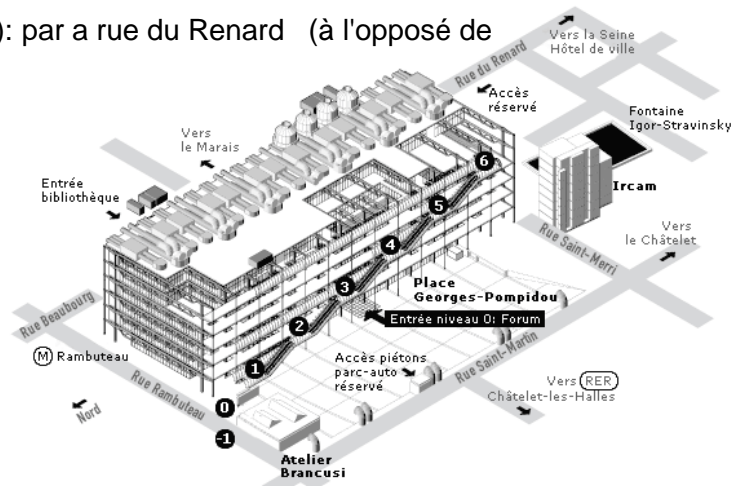 ): par a rue du Renard (à l'opposé de
Vers la Seine
Hôtel de ville
Rue du Renard
Accès
réservé
Fontaine
Igor-Stravinsky
Vers
le Marais
Entrée
bibliothèque
6
Ircam
5
Vers
le Châtelet
4
Rue Saint-Merri
3
Place
Georges-Pompidou
Entrée niveau 0: Forum
Rue Beaubourg
2
M Rambuteau
1
Accès piétons
parc-auto
réservé
Rue Saint-Martin
Vers RER
Châtelet-les-Halles
Nord
Rue Rambuteau
0
-1
Atelier
Brancusi